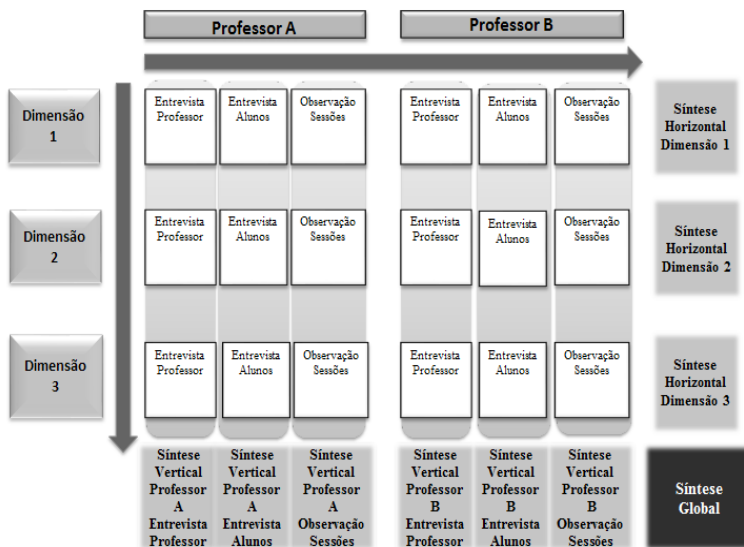 Professor A
Professor B
Dimensão
1
Entrevista
Professor
Entrevista
Alunos
Observação
Sessões
Entrevista
Professor
Entrevista
Alunos
Observação
Sessões
Síntese
Horizontal
Dimensão 1
Dimensão
2
Entrevista
Professor
Entrevista
Alunos
Observação
Sessões
Entrevista
Professor
Entrevista
Alunos
Observação
Sessões
Síntese
Horizontal
Dimensão 2
Dimensão
3
Entrevista
Professor
Entrevista
Alunos
Observação
Sessões
Entrevista
Professor
Entrevista
Alunos
Observação
Sessões
Síntese
Horizontal
Dimensão 3
Síntese
Vertical
Professor
A
Entrevista
Professor
Síntese
Vertical
Professor
A
Entrevista
Alunos
Síntese
Vertical
Professor
A
Observação
Sessões
Síntese
Vertical
Professor
B
Entrevista
Professor
Síntese
Vertical
Professor
B
Entrevista
Alunos
Síntese
Vertical
Professor
B
Observação
Sessões
Síntese
Global